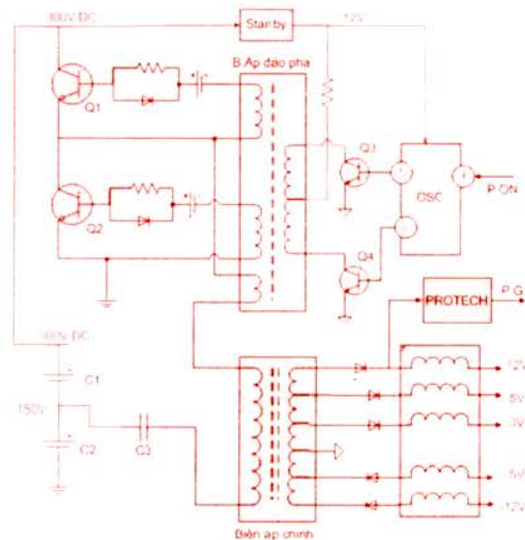 300V DC
Stanby
12V
B.Áp đảo pha
Q1
Q3
OSC
P.ON
Q2
Q4
PROTECH
P.G
300V DC
C1
150V
C2
C3
12V
5V
3V
-5V
-12V
Biến áp chính